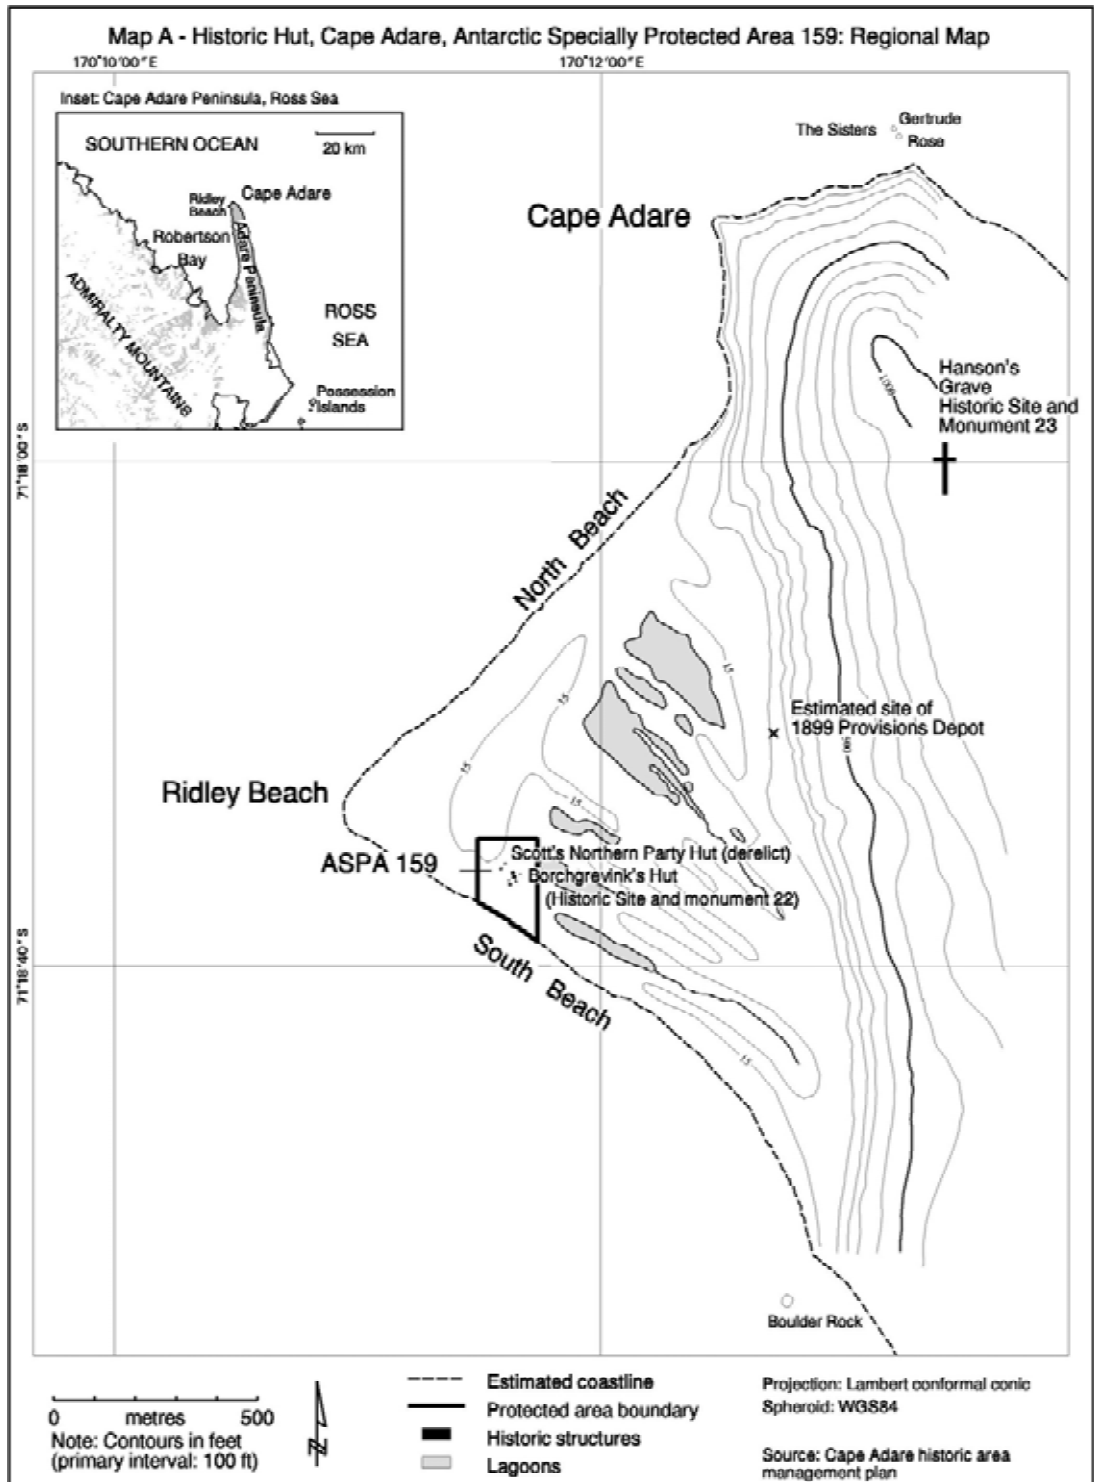 Map A - Historic Hut, Cape Adare, Antarctic Specially Protected Area 159: Regional Map
170°10'00"E
170°12'00"E
Inset: Cape Adare Peninsula, Ross Sea
SOUTHERN OCEAN
20 km
Ridley
Beach
Cape Adare
Robertson
Bay
Adare Peninsula
ADMIRALTY MOUNTAINS
ROSS
SEA
Possession
Islands
The Sisters
Gertrude
Rose
Cape Adare
1006
Hanson's
Grave
Historic Site and
Monument 23
71°18'00"S
North Beach
15
15
15
15
Estimated site of
1899 Provisions Depot
Ridley Beach
ASPA 159
Scott's Northern Party Hut (derelict)
Borchgrevink's Hut
(Historic Site and monument 22)
71°18'40"S
South Beach
15
Boulder Rock
0 metres 500
Note: Contours in feet
(primary interval: 100 ft)
N
Estimated coastline
Protected area boundary
Historic structures
Lagoons
Projection: Lambert conformal conic
Spheroid: WGS84
Source: Cape Adare historic area
management plan